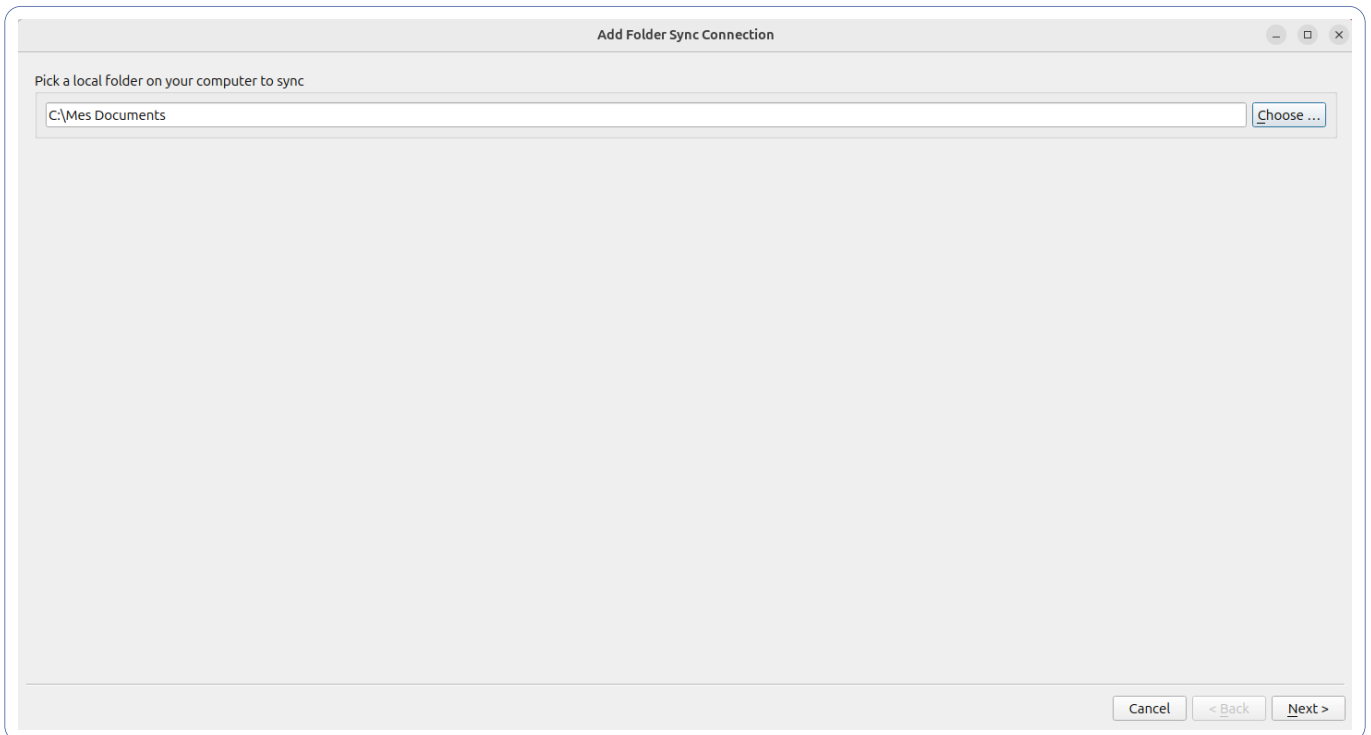 Add Folder Sync Connection
Pick a local folder on your computer to sync
C:\Mes Documents
Choose ...
Cancel
< Back
Next >